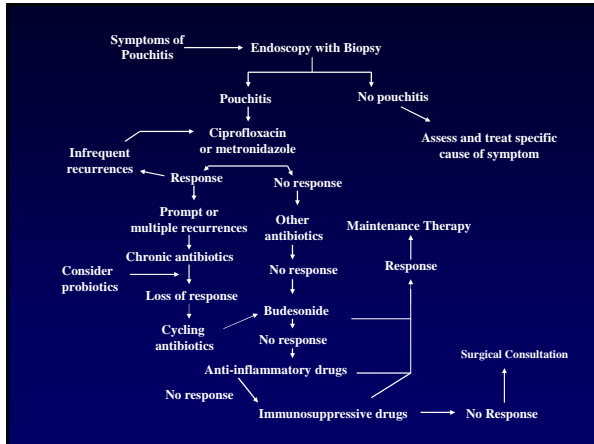 Symptoms of
Pouchitis
Endoscopy with Biopsy
Pouchitis
No pouchitis
Ciprofloxacin
or metronidazole
Assess and treat specific
cause of symptom
Infrequent
recurrences
Response
No response
Prompt or
multiple recurrences
Other
antibiotics
Maintenance Therapy
Chronic antibiotics
Consider
probiotics
No response
Response
Loss of response
Budesonide
Cycling
antibiotics
No response
Surgical Consultation
Anti-inflammatory drugs
No response
Immunosuppressive drugs
No Response